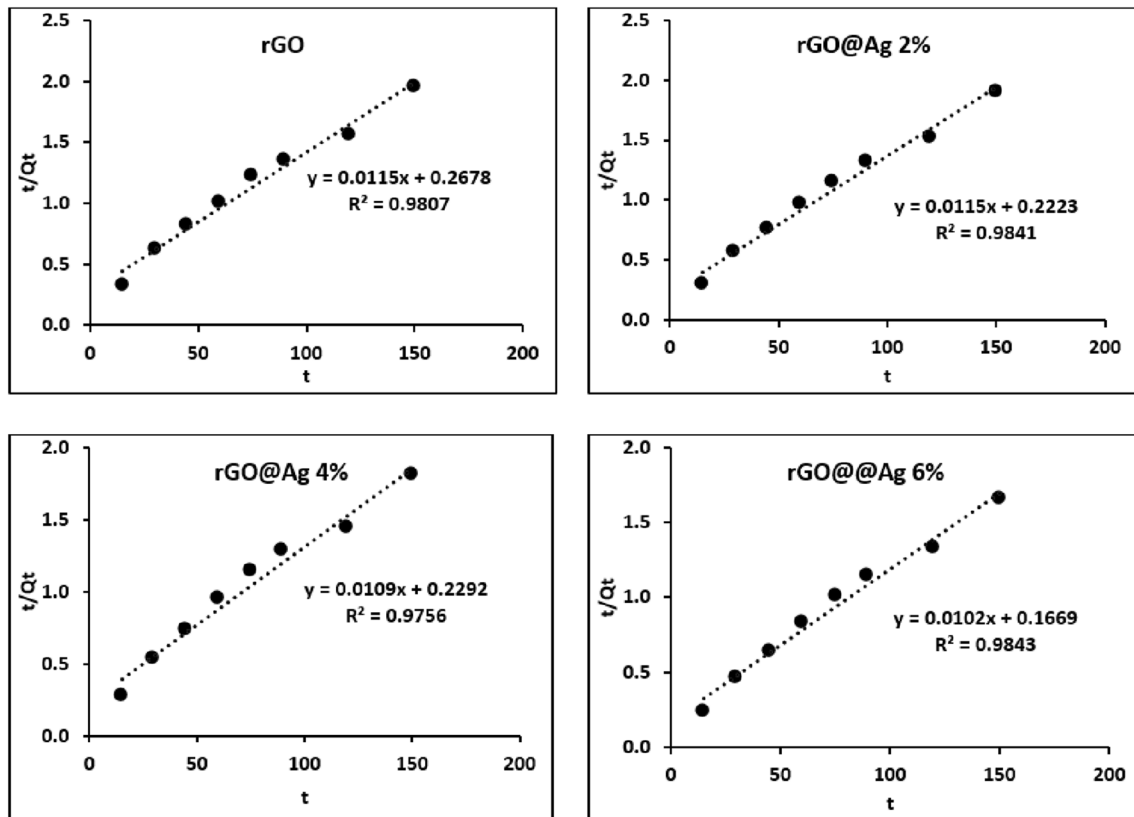 rGO
2.5
2.0
1.5
1.0
0.5
0.0
t/Qt
y = 0.0115x + 0.2678
R² = 0.9807
0 50 100 150 200
t
rGO@Ag 2%
2.5
2.0
1.5
1.0
0.5
0.0
t/Qt
y = 0.0115x + 0.2223
R² = 0.9841
0 50 100 150 200
t
rGO@Ag 4%
2.0
1.5
1.0
0.5
0.0
t/Qt
y = 0.0109x + 0.2292
R² = 0.9756
0 50 100 150 200
t
rGO@@Ag 6%
2.0
1.5
1.0
0.5
0.0
t/Qt
y = 0.0102x + 0.1669
R² = 0.9843
0 50 100 150 200
t